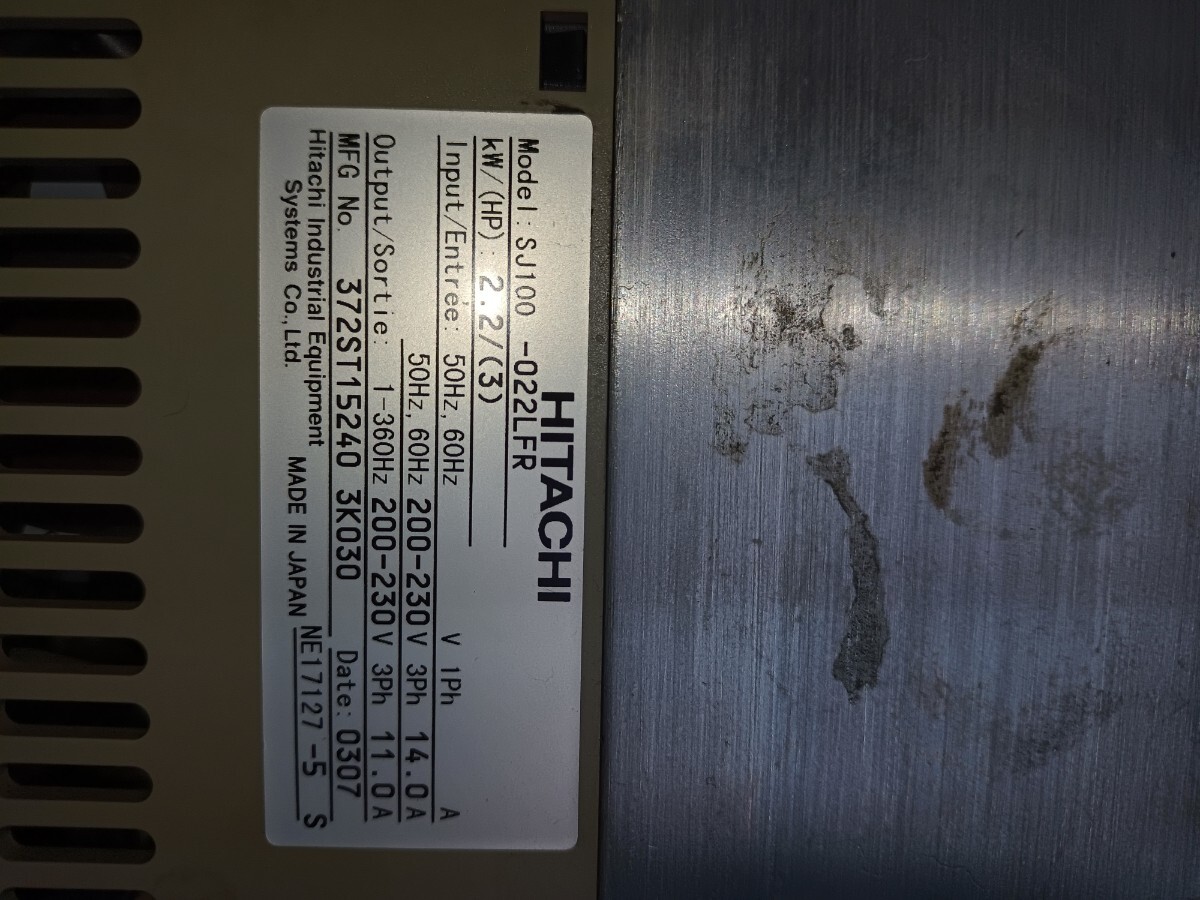 HITACHI
Model: SJ100 -022LFR
kW/(HP): 2.2/(3)
Input/Entrée: 50Hz, 60Hz V 1Ph A
50Hz, 60Hz 200-230V 3Ph 14.0A
Output/Sortie: 1-360Hz 200-230V 3Ph 11.0A
MFG No. 372ST15240 3K030 Date: 0307
Hitachi Industrial Equipment
Systems Co., Ltd. MADE IN JAPAN NE17127 -5 S